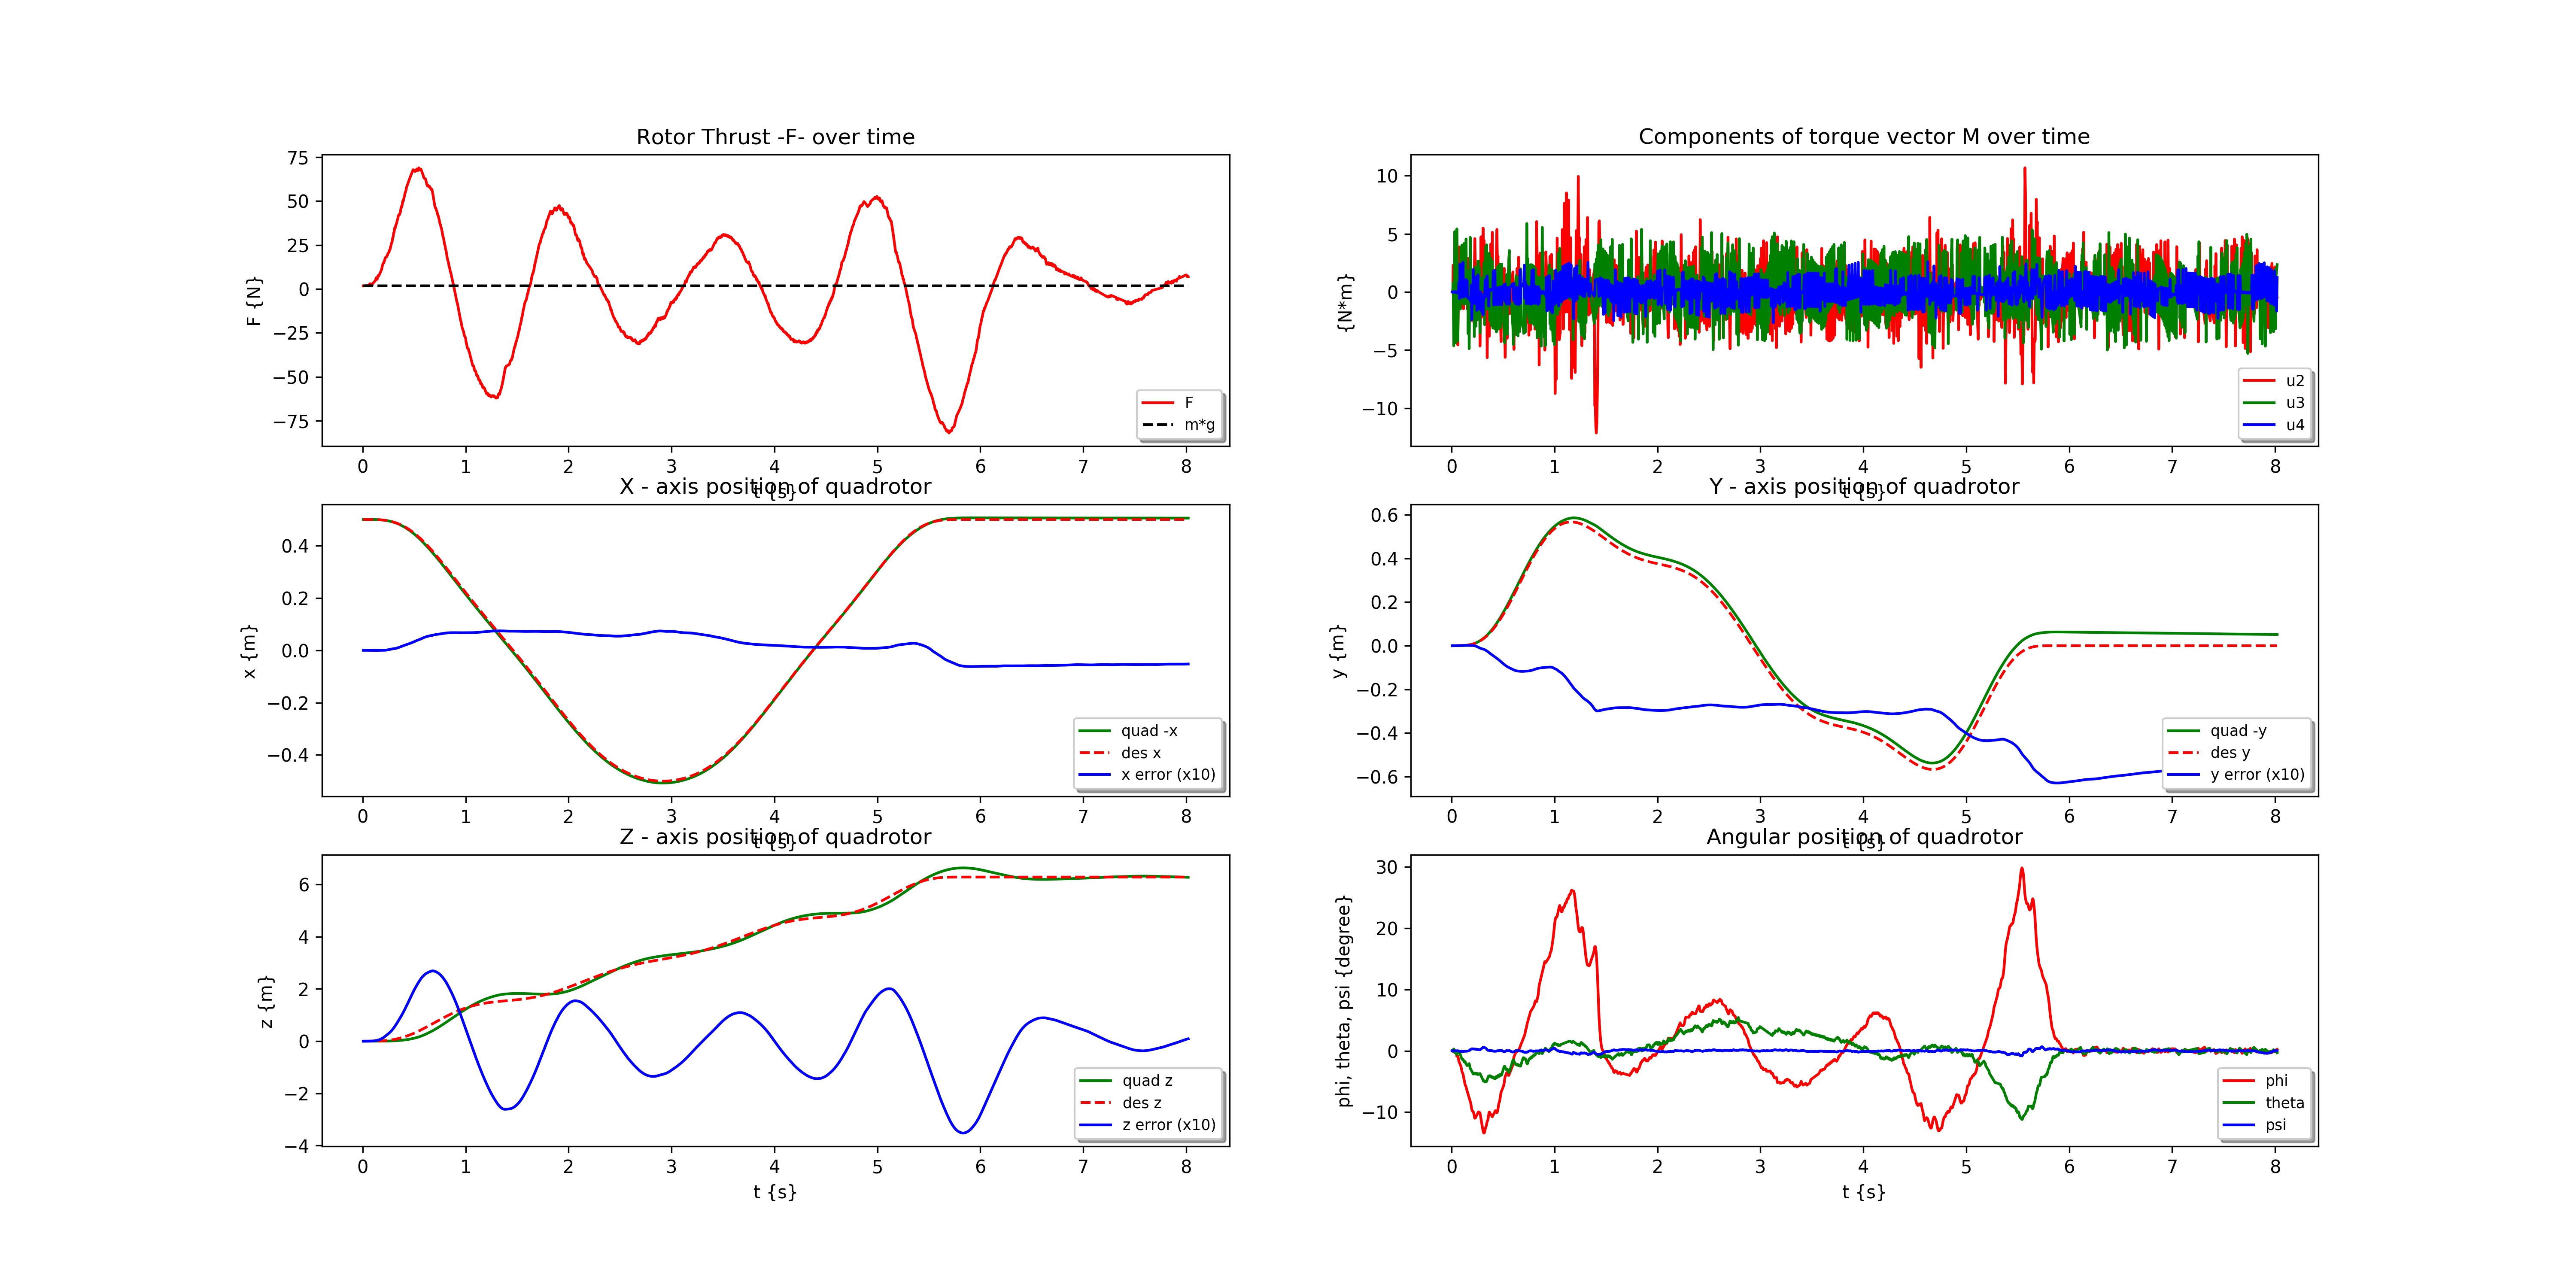 Rotor Thrust -F- over time
75
50
25
0
−25
−50
−75
F {N}
F
m*g
0 1 2 3 4 5 6 7 8
t {s}
Components of torque vector M over time
10
5
0
−5
−10
{N*m}
u2
u3
u4
0 1 2 3 4 5 6 7 8
t {s}
X - axis position of quadrotor
0.4
0.2
0.0
−0.2
−0.4
x {m}
quad -x
des x
x error (x10)
0 1 2 3 4 5 6 7 8
t {s}
Y - axis position of quadrotor
0.6
0.4
0.2
0.0
−0.2
−0.4
−0.6
y {m}
quad -y
des y
y error (x10)
0 1 2 3 4 5 6 7 8
t {s}
Z - axis position of quadrotor
6
4
2
0
−2
−4
z {m}
quad z
des z
z error (x10)
0 1 2 3 4 5 6 7 8
t {s}
Angular position of quadrotor
30
20
10
0
−10
phi, theta, psi {degree}
phi
theta
psi
0 1 2 3 4 5 6 7 8
t {s}